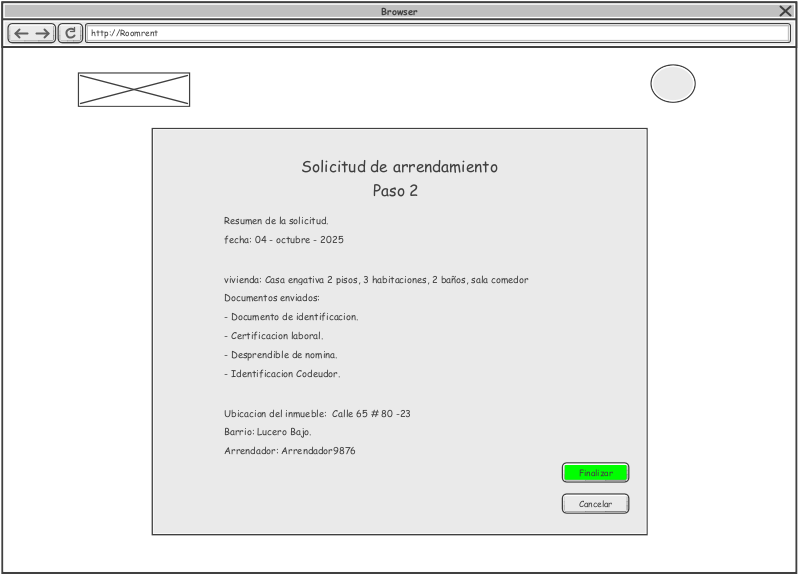 Browser
http://Roomrent
Solicitud de arrendamiento
Paso 2
Resumen de la solicitud.
fecha: 04 - octubre - 2025
vivienda: Casa engativa 2 pisos, 3 habitaciones, 2 baños, sala comedor
Documentos enviados:
- Documento de identificacion.
- Certificacion laboral.
- Desprendible de nomina.
- Identificacion Codeudor.
Ubicacion del inmueble: Calle 65 # 80 -23
Barrio: Lucero Bajo.
Arrendador: Arrendador9876
Finalizar
Cancelar